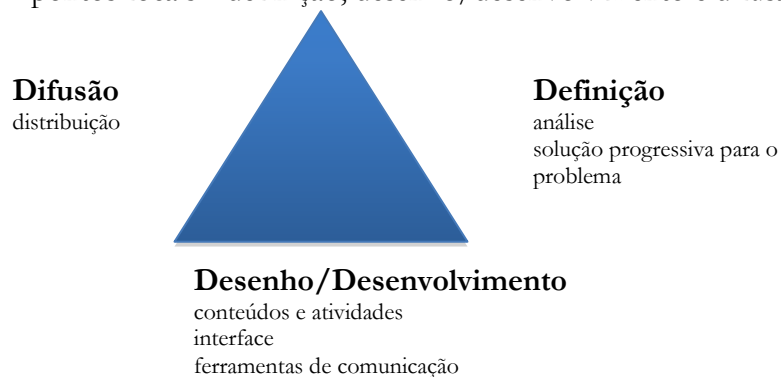 Difusão
distribuição
Definição
análise
solução progressiva para o
problema
Desenho/Desenvolvimento
conteúdos e atividades
interface
ferramentas de comunicação